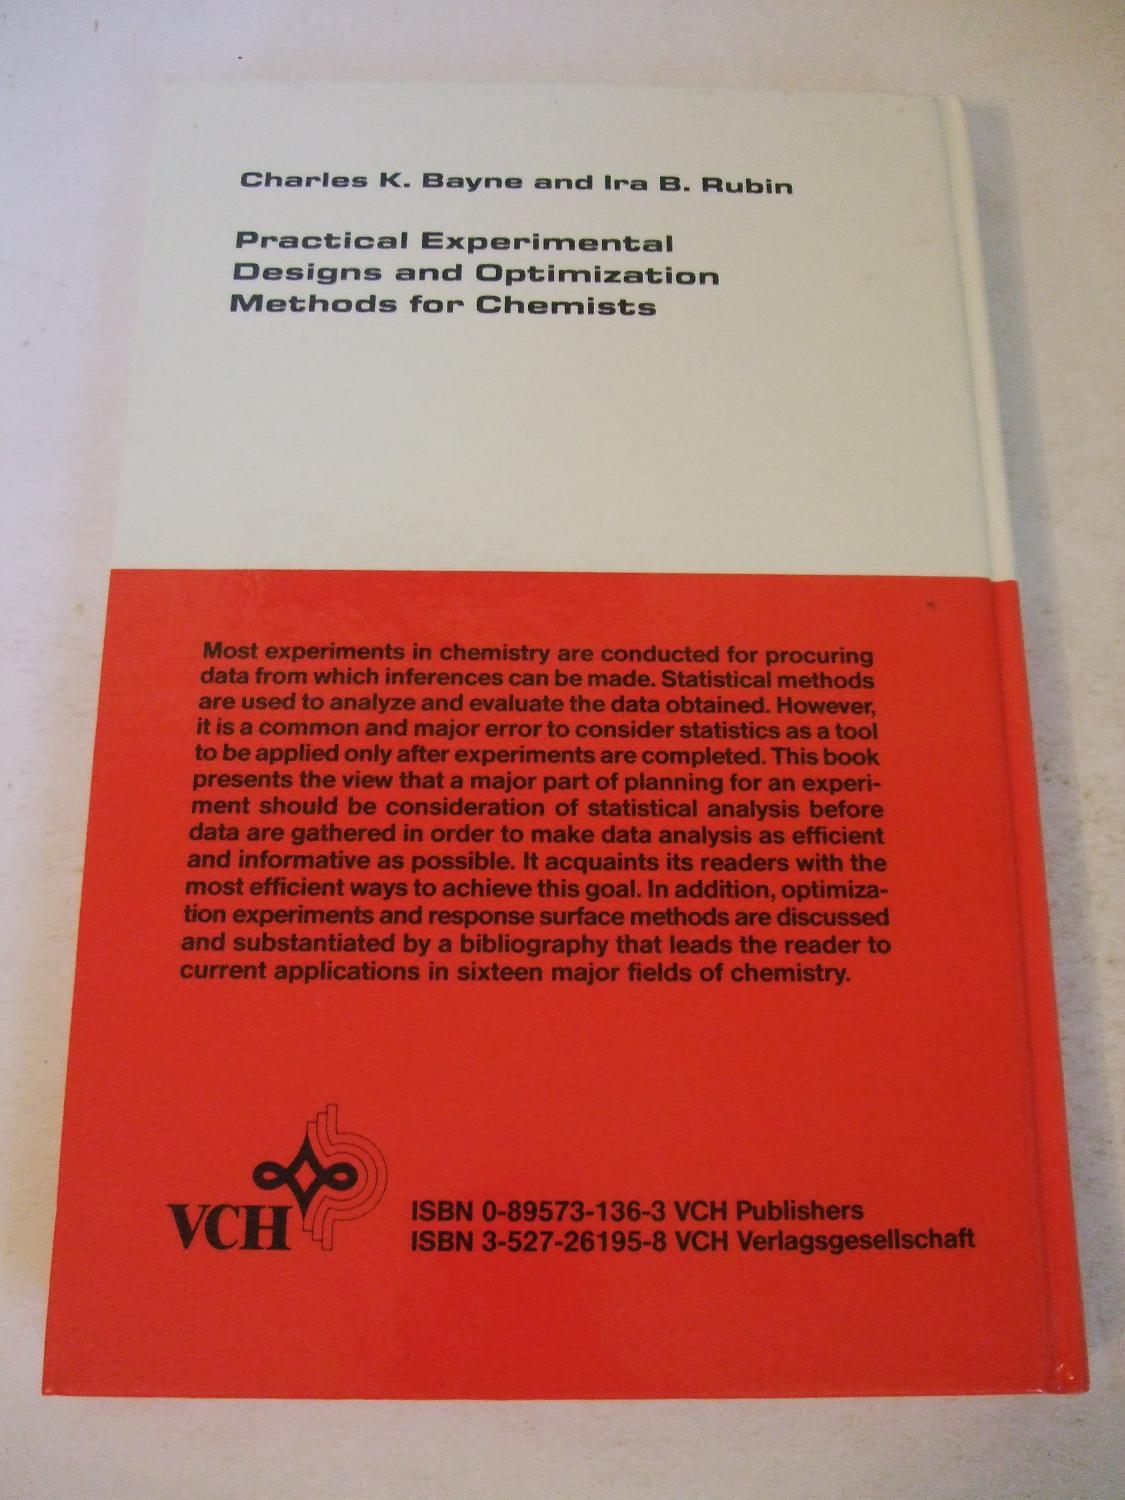 Charles K. Bayne and Ira B. Rubin
Practical Experimental
Designs and Optimization
Methods for Chemists
Most experiments in chemistry are conducted for procuring
data from which inferences can be made. Statistical methods
are used to analyze and evaluate the data obtained. However,
it is a common and major error to consider statistics as a tool
to be applied only after experiments are completed. This book
presents the view that a major part of planning for an experi-
ment should be consideration of statistical analysis before
data are gathered in order to make data analysis as efficient
and informative as possible. It acquaints its readers with the
most efficient ways to achieve this goal. In addition, optimiza-
tion experiments and response surface methods are discussed
and substantiated by a bibliography that leads the reader to
current applications in sixteen major fields of chemistry.
VCH
ISBN 0-89573-136-3 VCH Publishers
ISBN 3-527-26195-8 VCH Verlagsgesellschaft